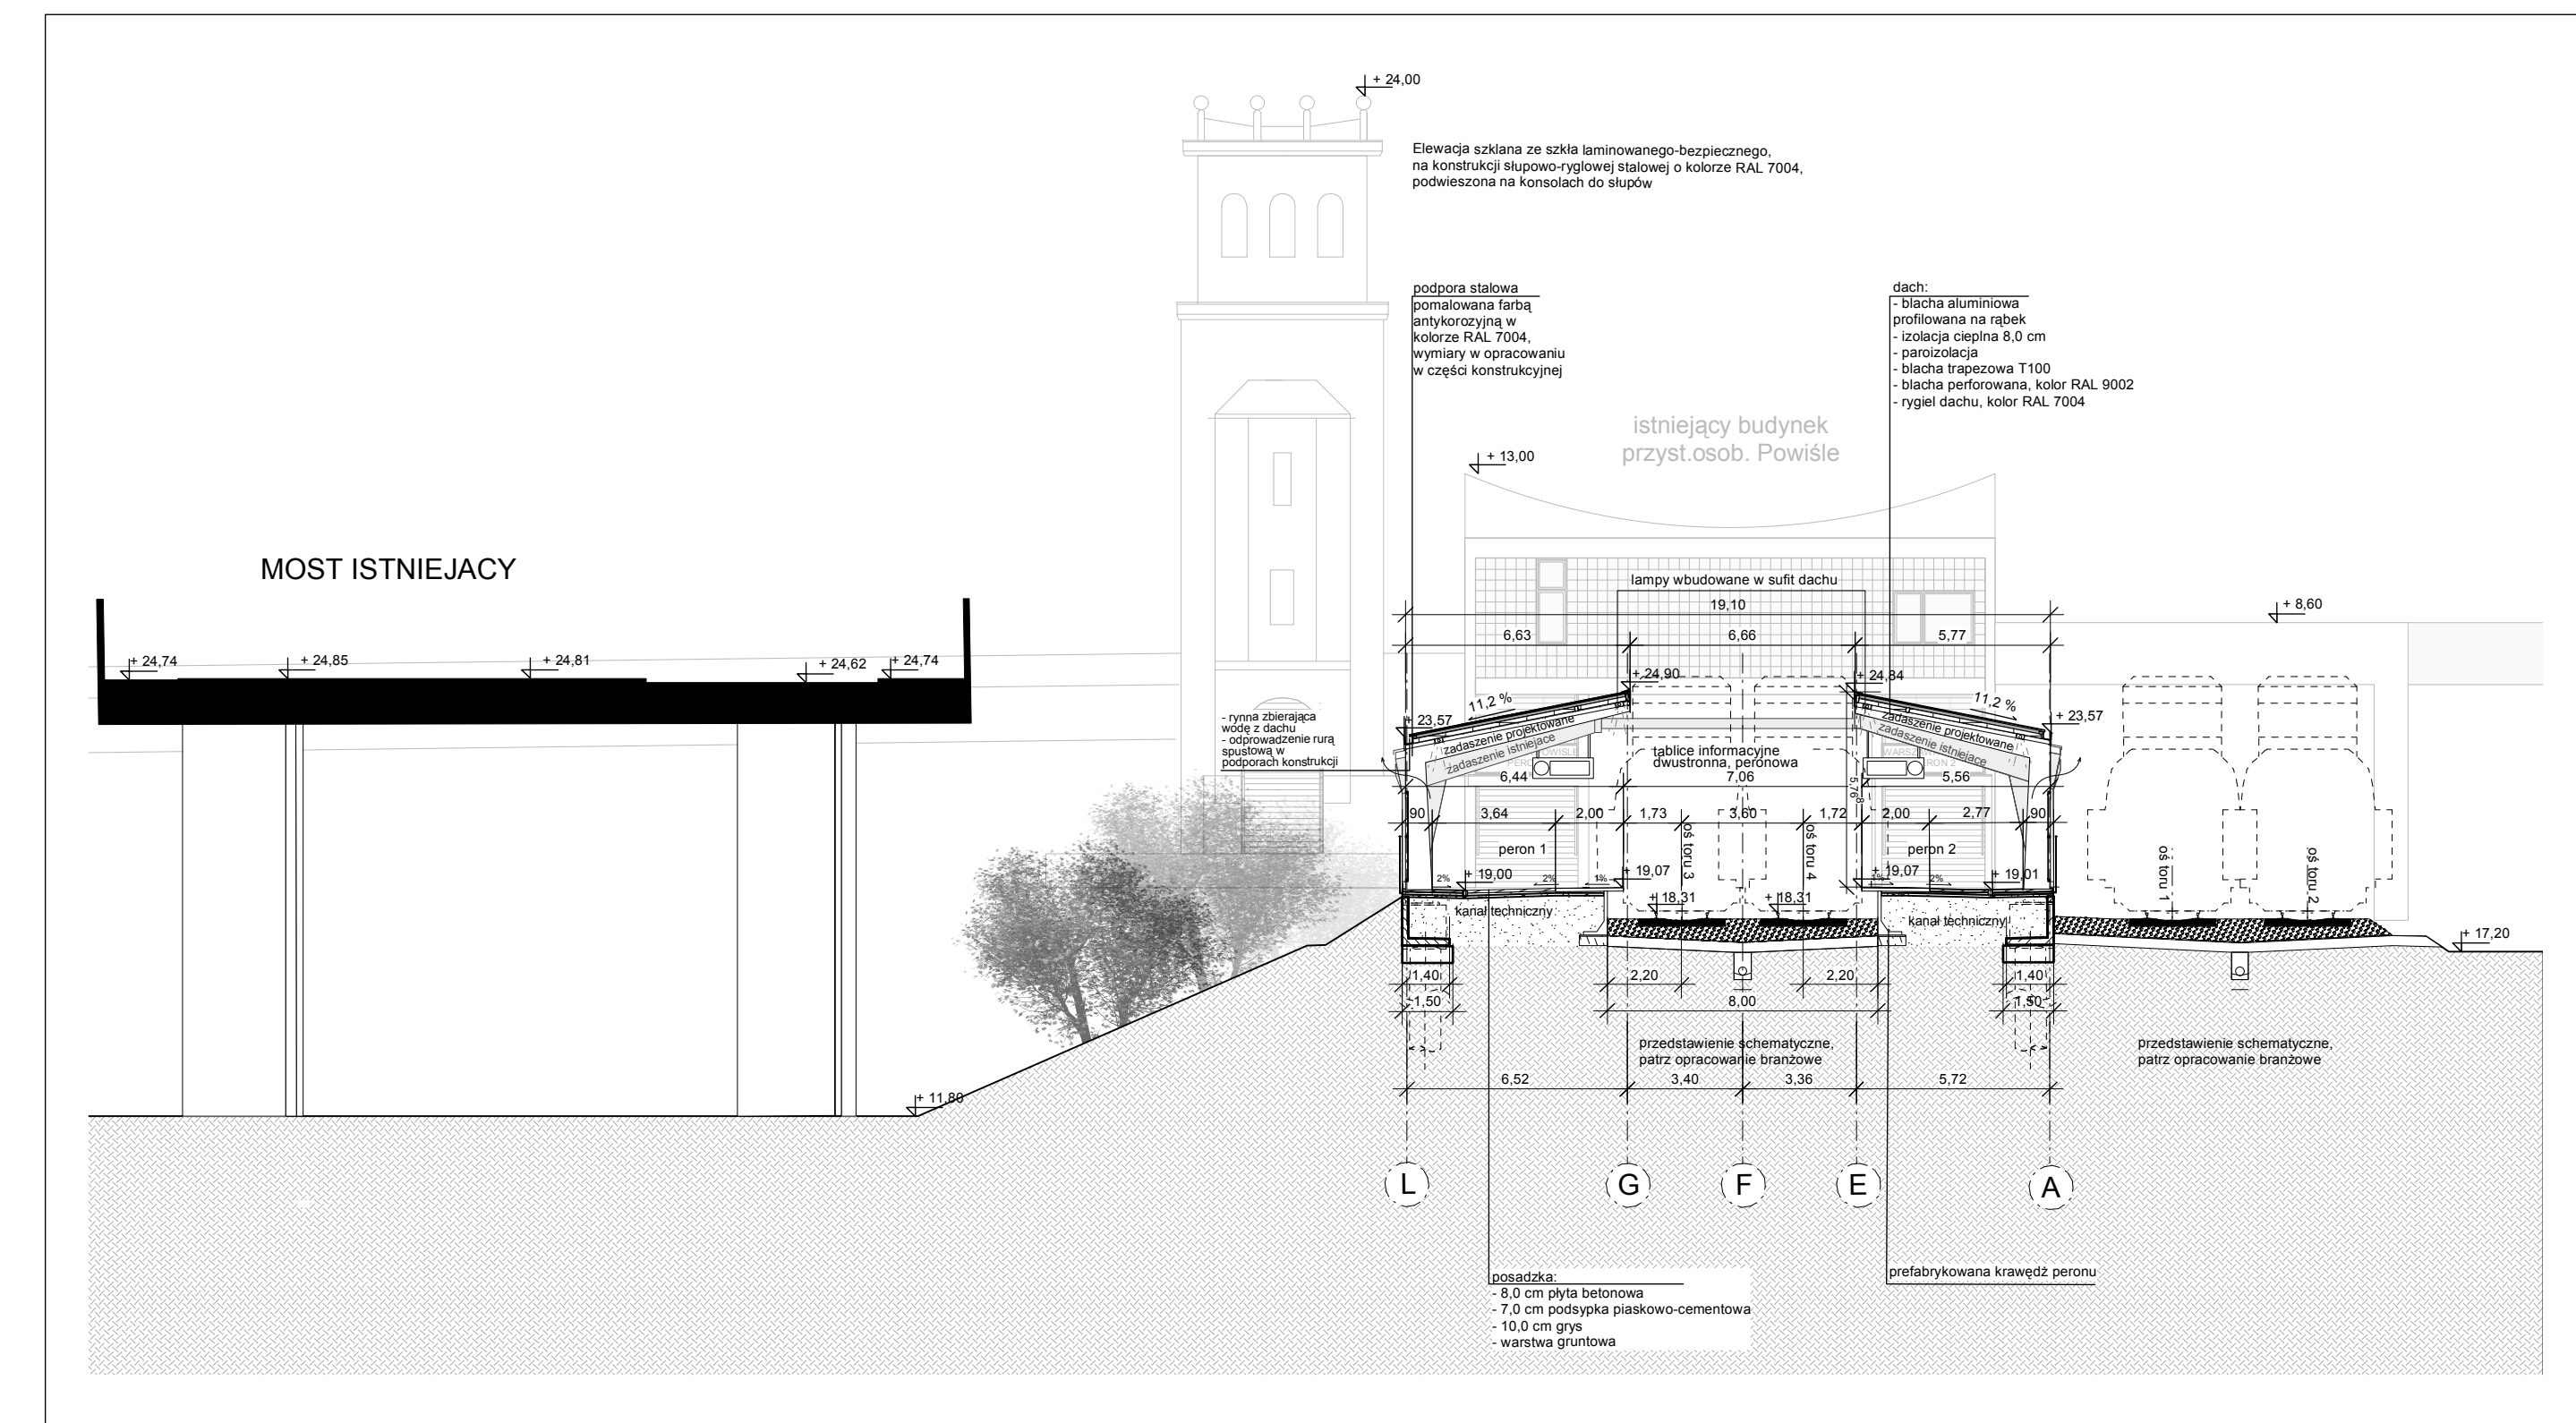 + 24,00
Elewacja szklana ze szkła laminowanego-bezpiecznego,
na konstrukcji słupowo-ryglowej stalowej o kolorze RAL 7004,
podwieszona na konsolach do słupów
podpora stalowa
pomalowana farbą
antykorozyjną w
kolorze RAL 7004,
wymiary w opracowaniu
w części konstrukcyjnej
dach:
- blacha aluminiowa
profilowana na rąbek
- izolacja cieplna 8,0 cm
- paroizolacja
- blacha trapezowa T100
- blacha perforowana, kolor RAL 9002
- rygiel dachu, kolor RAL 7004
istniejący budynek
przyst.osob. Powiśle
+ 13,00
MOST ISTNIEJACY
lampy wbudowane w sufit dachu
19,10
+ 8,60
6,63 6,66 5,77
+ 24,74 + 24,85 + 24,81 + 24,62 + 24,74
+ 24,90 + 24,84
11,2 % 11,2 %
- rynna zbierająca
wodę z dachu
- odprowadzenie rurą
spustową w
podporach konstrukcji
+ 23,57 + 23,57
zadaszenie projektowane
zadaszenie istniejące
zadaszenie projektowane
zadaszenie istniejące
tablice informacyjne
dwustronna, peronowa
6,44 7,06 5,56
5,76
8
90 3,64 2,00 1,73 3,60 1,72 2,00 2,77 90
peron 1
peron 2
oś toru 3
oś toru 4
oś toru 1
oś toru 2
2% 2% 1% 2%
+ 19,00 + 19,07 + 19,07 + 19,01
+ 18,31 + 18,31
kanał techniczny
kanał techniczny
+ 17,20
1,40 2,20 2,20 1,40
1,50 8,00 1,50
przedstawienie schematyczne,
patrz opracowanie branżowe
przedstawienie schematyczne,
patrz opracowanie branżowe
6,52 3,40 3,36 5,72
+ 11,80
L G F E A
posadzka:
- 8,0 cm płyta betonowa
- 7,0 cm podsypka piaskowo-cementowa
- 10,0 cm grys
- warstwa gruntowa
prefabrykowana krawędź peronu